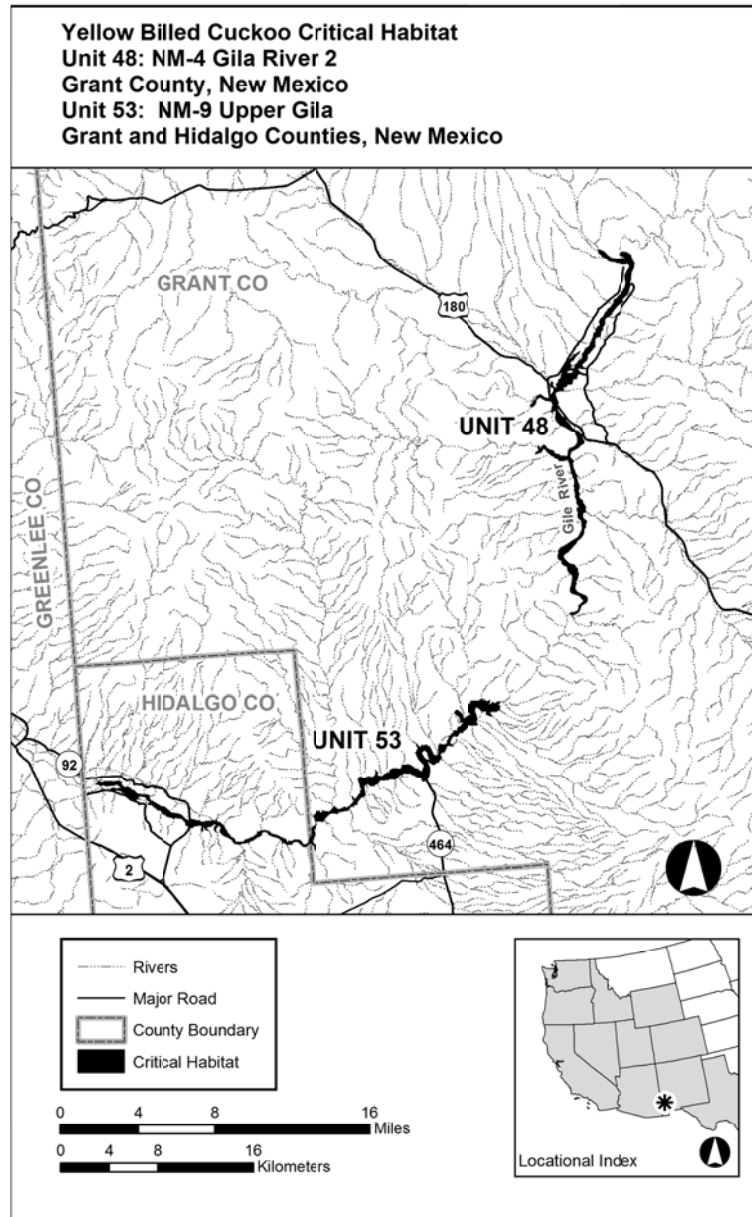 Yellow Billed Cuckoo Critical Habitat
Unit 48: NM-4 Gila River 2
Grant County, New Mexico
Unit 53: NM-9 Upper Gila
Grant and Hidalgo Counties, New Mexico
GRANT CO
180
UNIT 48
Gile River
GREENLEE CO
HIDALGO CO
UNIT 53
92
464
2
Rivers
Major Road
County Boundary
Critical Habitat
0 4 8 16
Miles
0 4 8 16
Kilometers
Locational Index